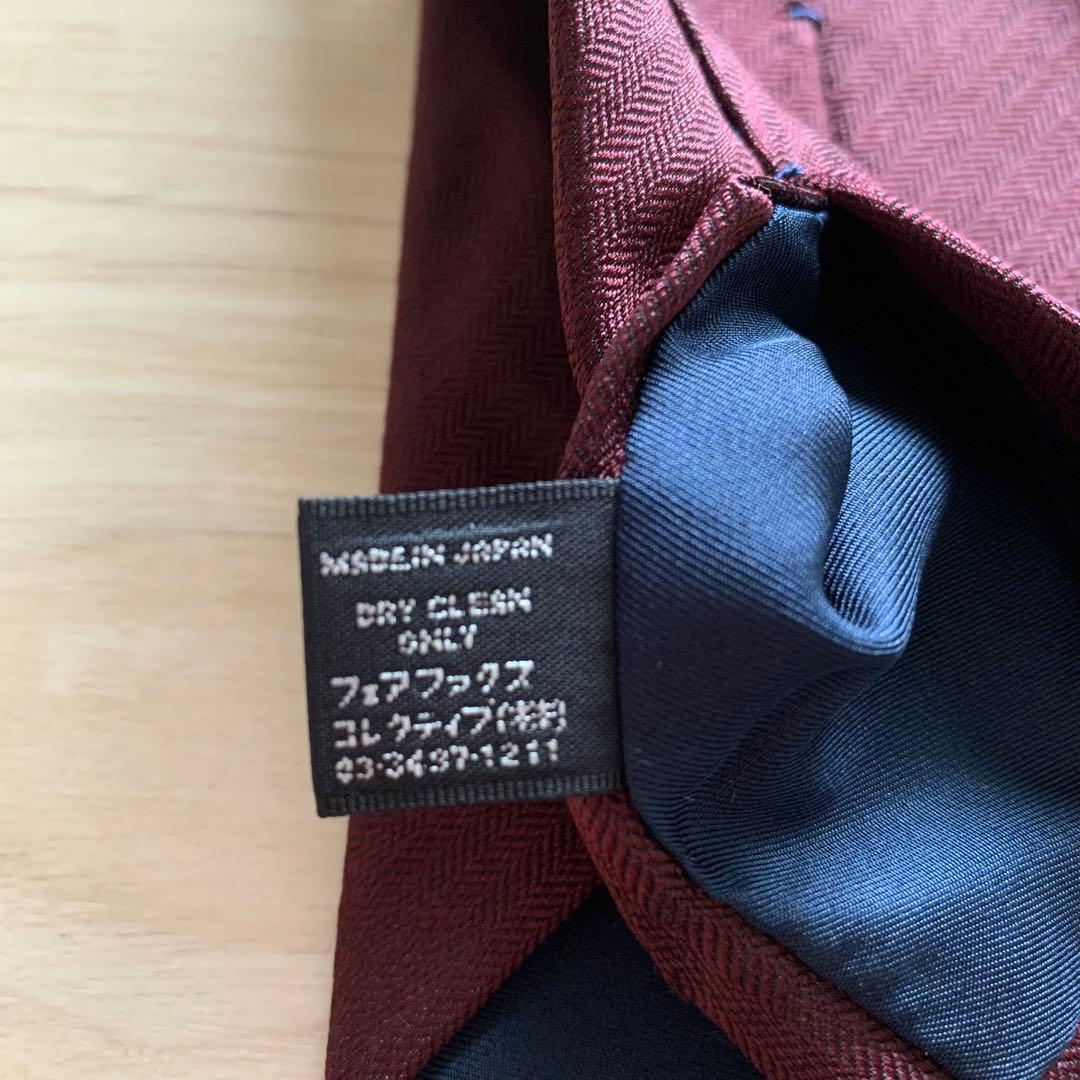 MADE IN JAPAN
DRY CLEAN
ONLY
フェアファクス
コレクティブ(株)
03-3497-1211